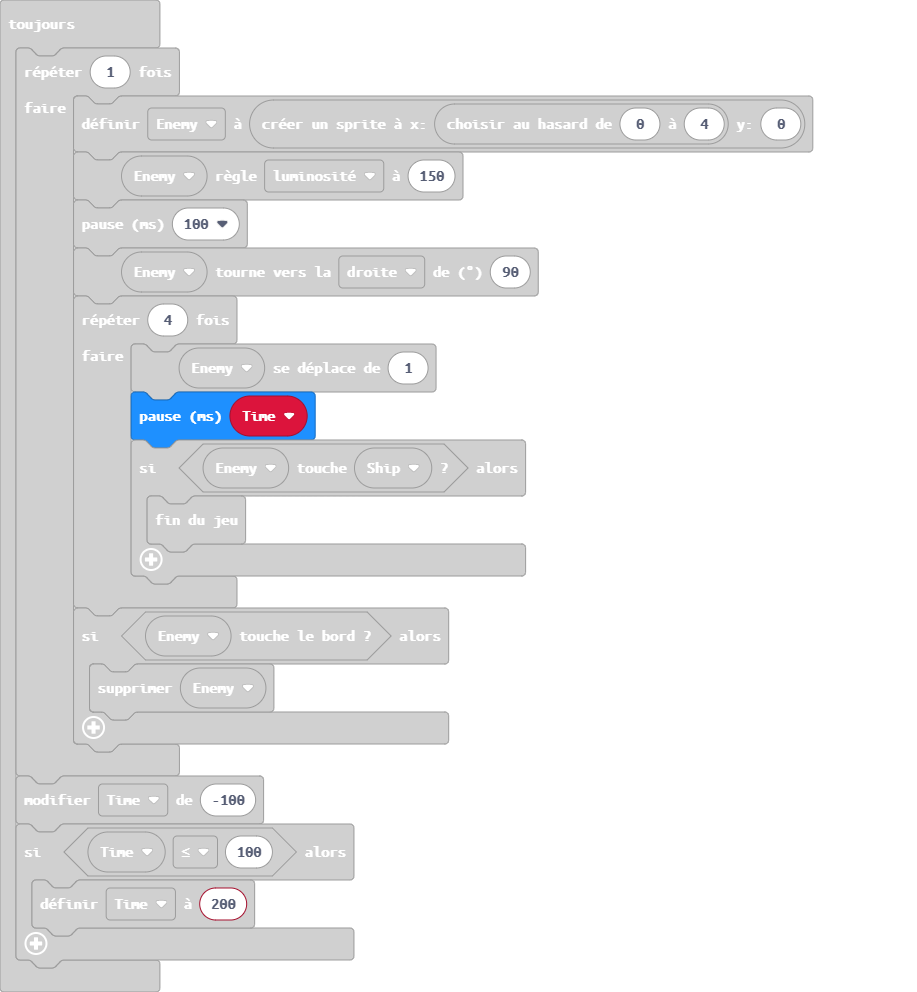 toujours
répéter 1 fois
faire
définir Enemy à créer un sprite à x: choisir au hasard de 0 à 4 y: 0
Enemy règle luminosité à 150
pause (ms) 100
Enemy tourne vers la droite de (°) 90
répéter 4 fois
faire
Enemy se déplace de 1
pause (ms) Time
si Enemy touche Ship ? alors
fin du jeu
si Enemy touche le bord ? alors
supprimer Enemy
modifier Time de -100
si Time ≤ 100 alors
définir Time à 200